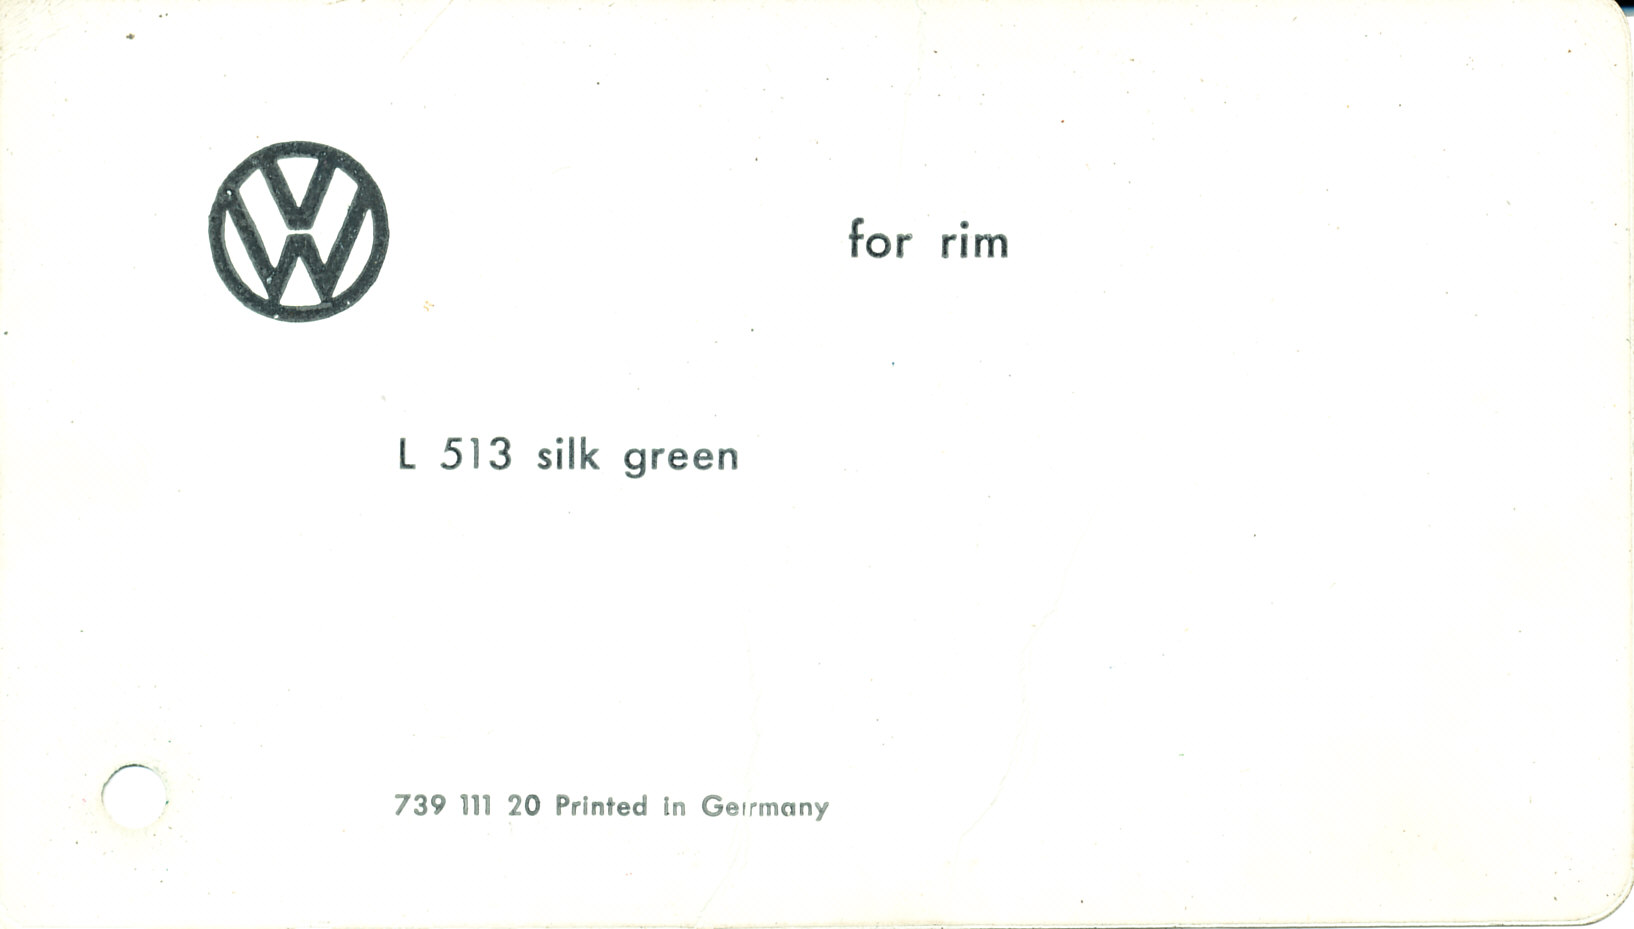 for rim
L 513 silk green
739 111 20 Printed in Germany